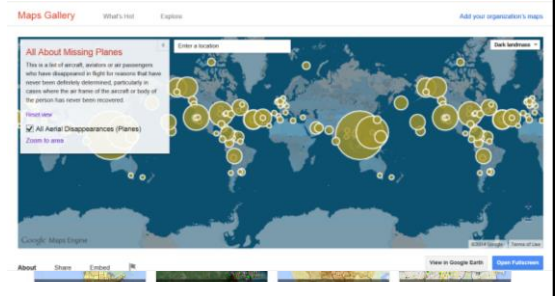 Maps Gallery What's Hot Explore Add your organization's maps
All About Missing Planes x
This is a list of aircraft, aviators or air passengers
who have disappeared in flight for reasons that have
never been definitely determined, particularly in
cases where the air frame of the aircraft or body of
the person has never been recovered.
Reset view
All Aerial Disappearances (Planes)
Zoom to area
Enter a location
Dark landmass
Google Maps Engine
©2014 Google Terms of Use
View in Google Earth Open Fullscreen
About Share Embed